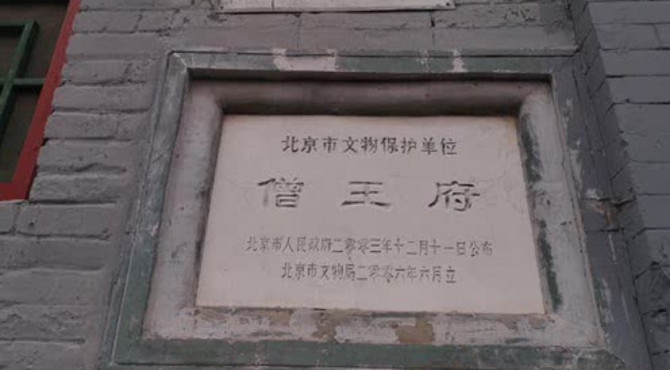 北京市文物保护单位
僧王府
北京市人民政府二零零三年十二月十一日公布
北京市文物局二零零六年六月立